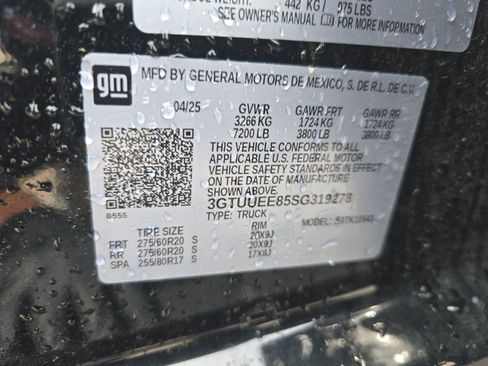 WEIGHT: 442 KG / 975 LBS
SEE OWNER'S MANUAL FOR MORE INFORMATION
gm
MFD BY GENERAL MOTORS DE MEXICO, S. DE R.L. DE C.V.
04/25 GVWR GAWR FRT GAWR RR
3266 KG 1724 KG 1724 KG
7200 LB 3800 LB 3800 LB
THIS VEHICLE CONFORMS TO ALL
APPLICABLE U.S. FEDERAL MOTOR
VEHICLE SAFETY STANDARDS IN EFFECT
ON THE DATE OF MANUFACTURE SHOWN ABOVE.
3GTUUEE85SG319278
8555
TYPE: TRUCK MODEL:
TIRE SIZE RIM
FRT 275/60R20 S 20X9J
RR 275/60R20 S 20X9J
SPA 255/80R17 S 17X8J